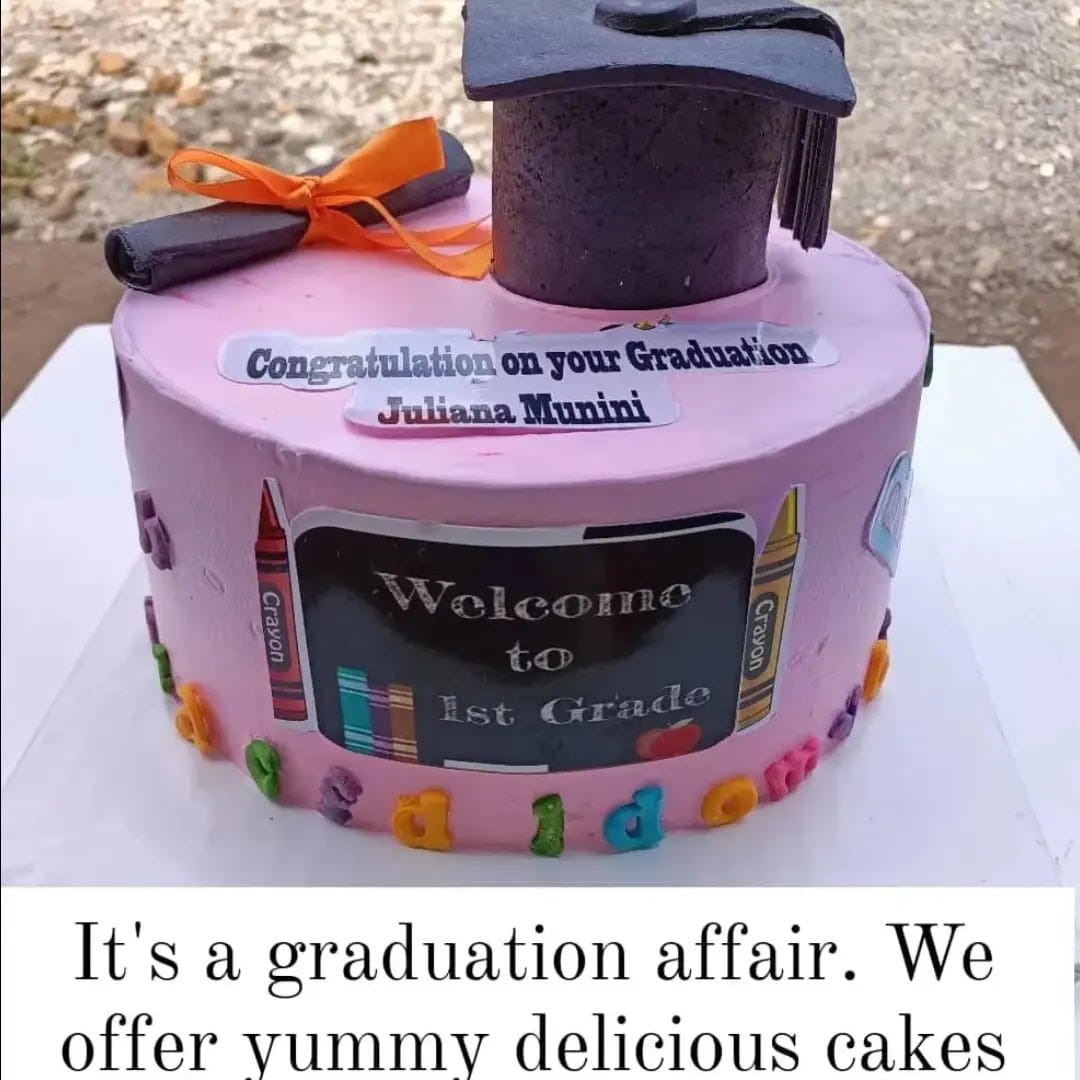 Congratulation on your Graduation
Juliana Munini
Welcome
to
1st Grade
Crayon
Crayon
It's a graduation affair. We
offer yummy delicious cakes